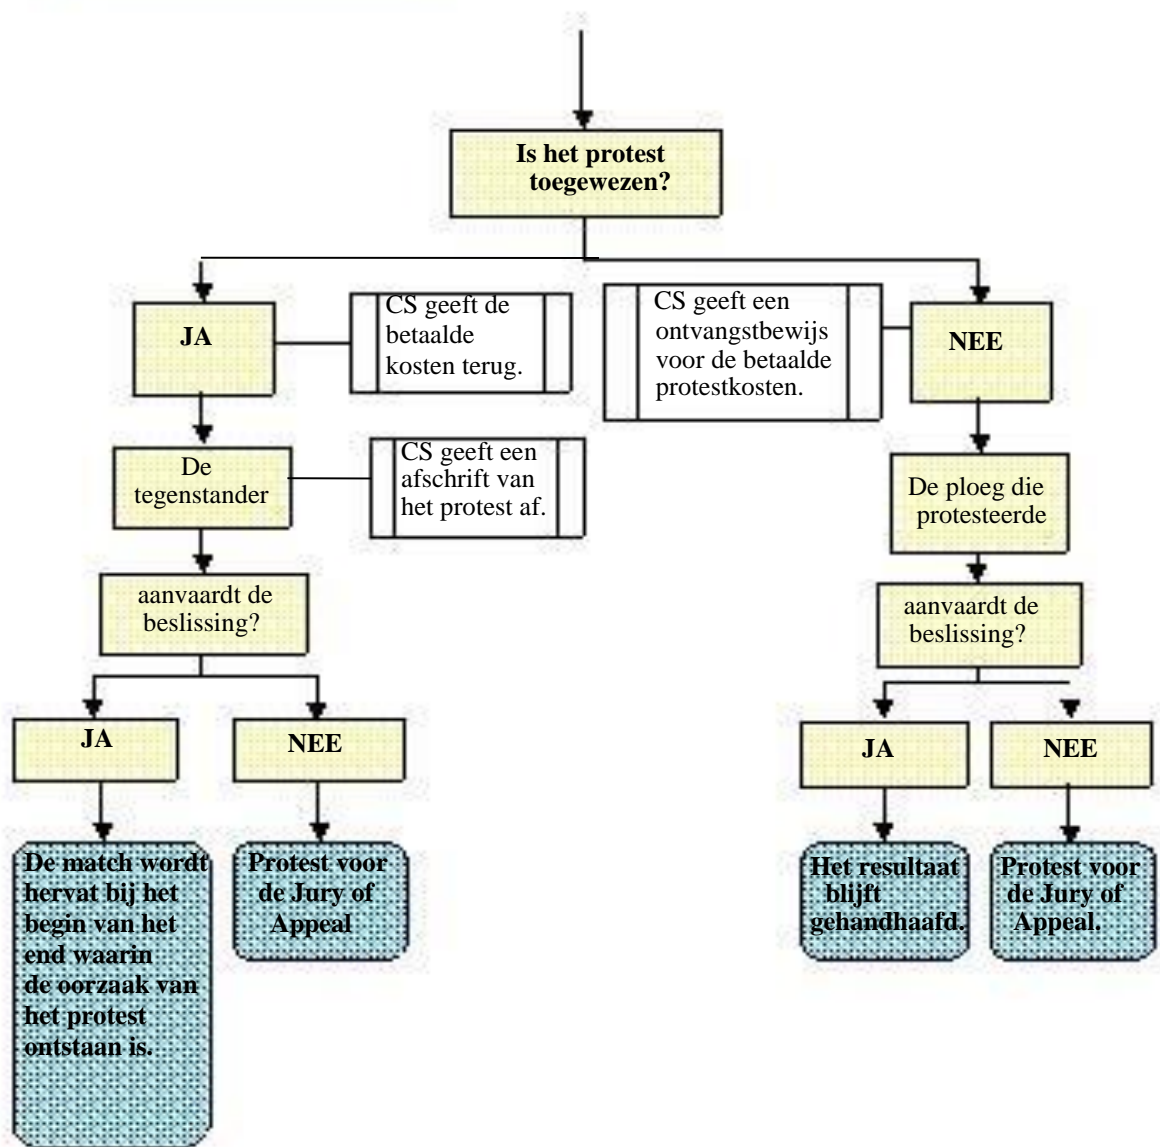 Is het protest
toegewezen?
JA
CS geeft de
betaalde
kosten terug.
CS geeft een
ontvangstbewijs
voor de betaalde
protestkosten.
NEE
De
tegenstander
CS geeft een
afschrift van
het protest af.
De ploeg die
protesteerde
aanvaardt de
beslissing?
aanvaardt de
beslissing?
JA
NEE
JA
NEE
De match wordt
hervat bij het
begin van het
end waarin
de oorzaak van
het protest
ontstaan is.
Protest voor
de Jury of
Appeal
Het resultaat
blijft
gehandhaafd.
Protest voor
de Jury of
Appeal.